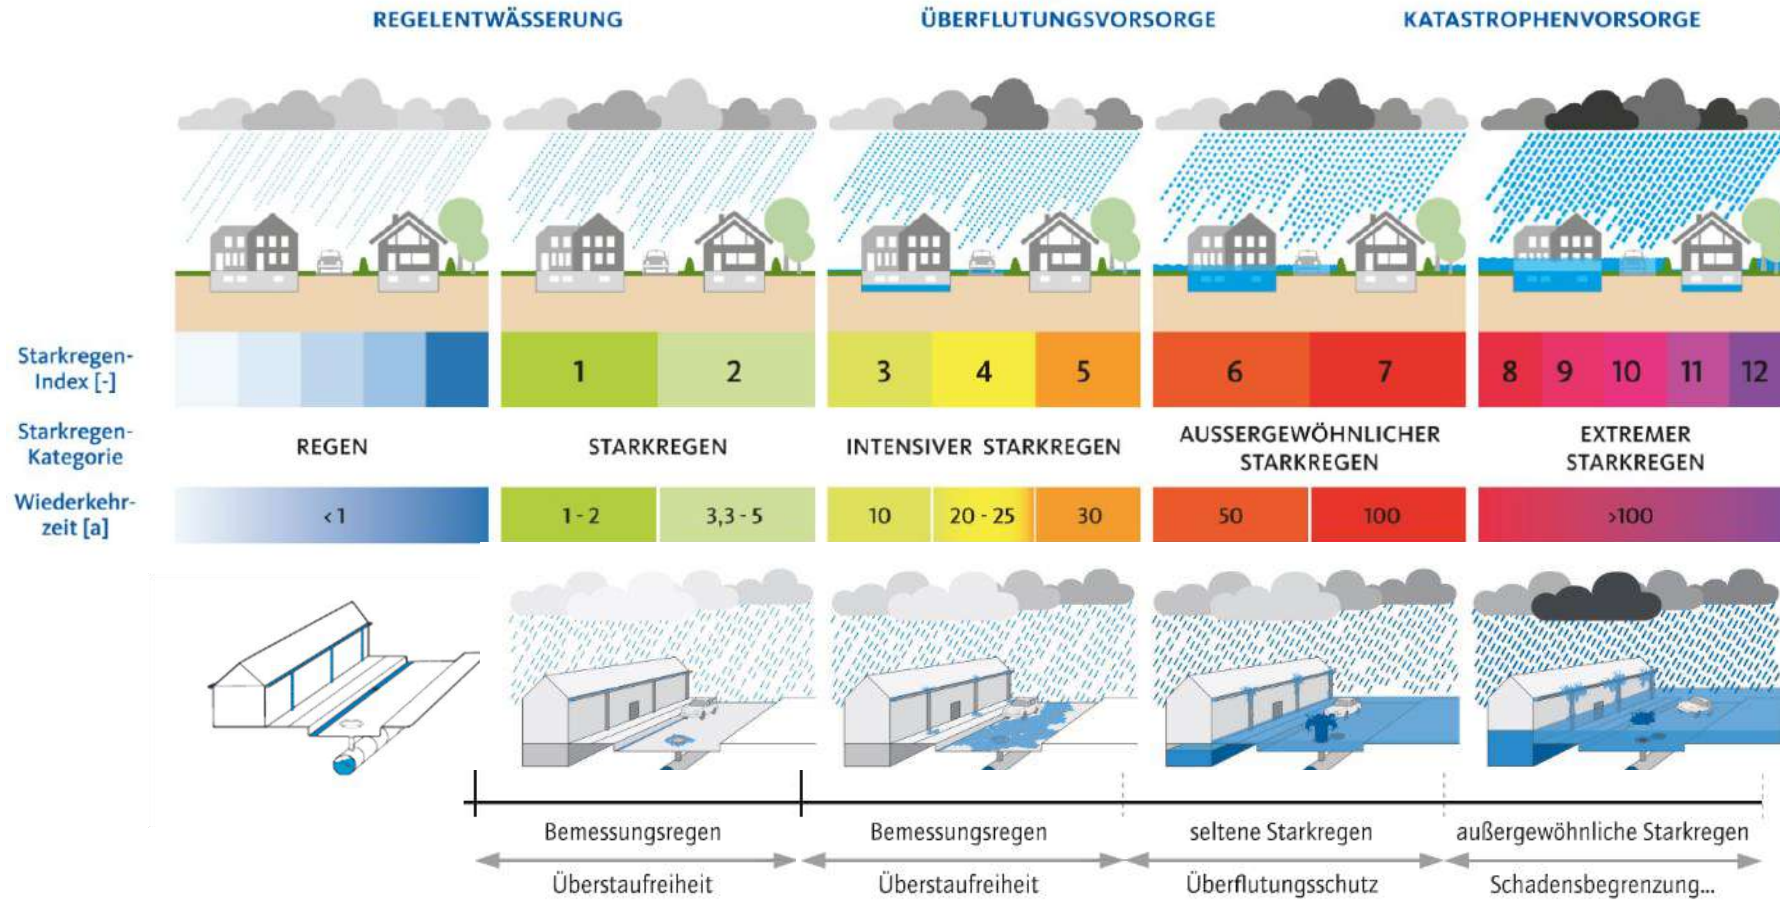 REGELENTWÄSSERUNG
ÜBERFLUTUNGSVORSORGE
KATASTROPHENVORSORGE
Starkregen-
Index [-]
1
2
3
4
5
6
7
8
9
10
11
12
Starkregen-
Kategorie
REGEN
STARKREGEN
INTENSIVER STARKREGEN
AUSSERGEWÖHNLICHER
STARKREGEN
EXTREMER
STARKREGEN
Wiederkehr-
zeit [a]
<1
1 - 2
3,3 - 5
10
20 - 25
30
50
100
>100
Bemessungsregen
Bemessungsregen
seltene Starkregen
außergewöhnliche Starkregen
Überstaufreiheit
Überstaufreiheit
Überflutungsschutz
Schadensbegrenzung...